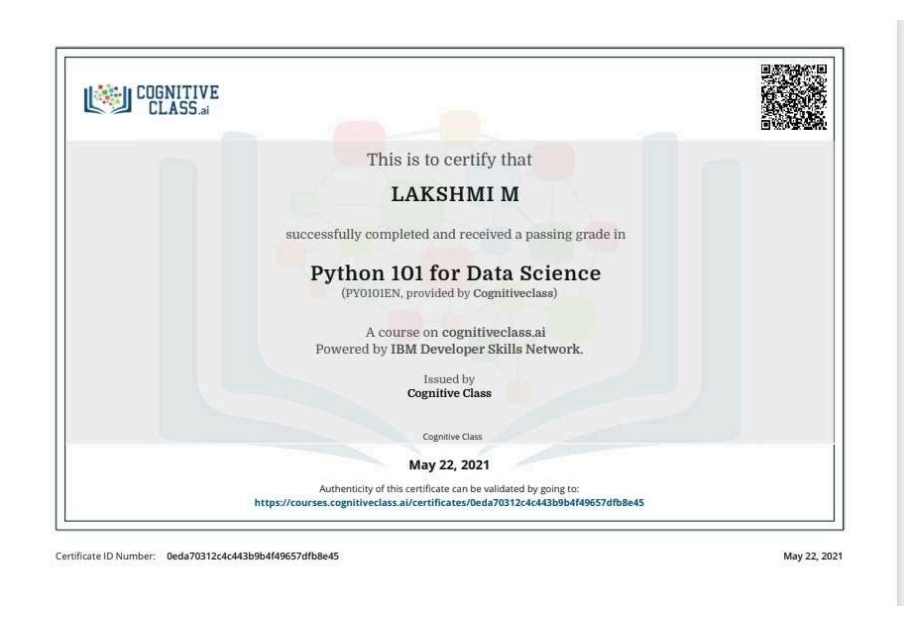 COGNITIVE
CLASS.ai
This is to certify that
LAKSHMI M
successfully completed and received a passing grade in
Python 101 for Data Science
(PY0101EN, provided by Cognitiveclass)
A course on cognitiveclass.ai
Powered by IBM Developer Skills Network.
Issued by
Cognitive Class
Cognitive Class
May 22, 2021
Authenticity of this certificate can be validated by going to:
https://courses.cognitiveclass.ai/certificates/0eda70312c4c443b9b4f49657dfb8e45
Certificate ID Number: 0eda70312c4c443b9b4f49657dfb8e45
May 22, 2021